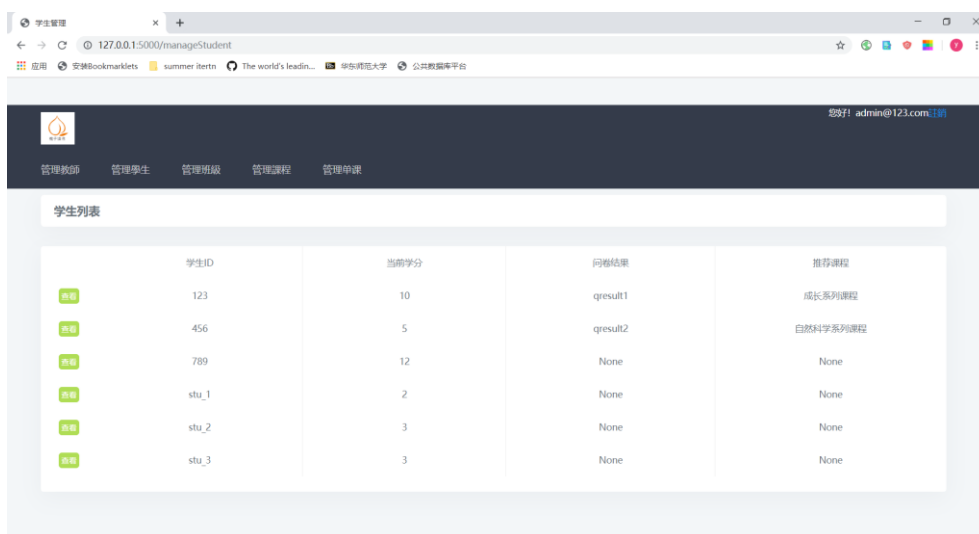 学生管理
127.0.0.1:5000/manageStudent
应用 安装Bookmarklets summer itertn The world's leadin... 华东师范大学 公共数据库平台
您好！admin@123.com註銷
管理教師 管理學生 管理班級 管理課程 管理单课
学生列表
学生ID 当前学分 问卷结果 推荐课程
查看 123 10 qresult1 成长系列课程
查看 456 5 qresult2 自然科学系列课程
查看 789 12 None None
查看 stu_1 2 None None
查看 stu_2 3 None None
查看 stu_3 3 None None